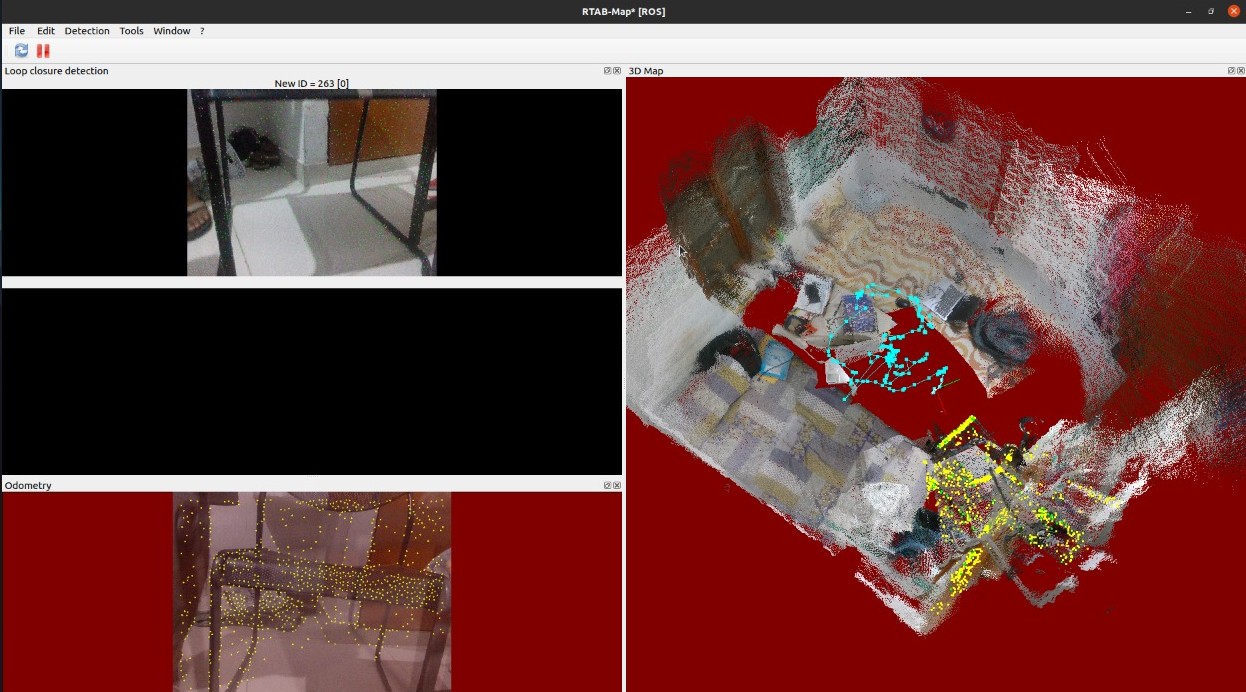 RTAB-Map* [ROS]
File Edit Detection Tools Window ?
Loop closure detection
New ID = 263 [0]
Odometry
3D Map